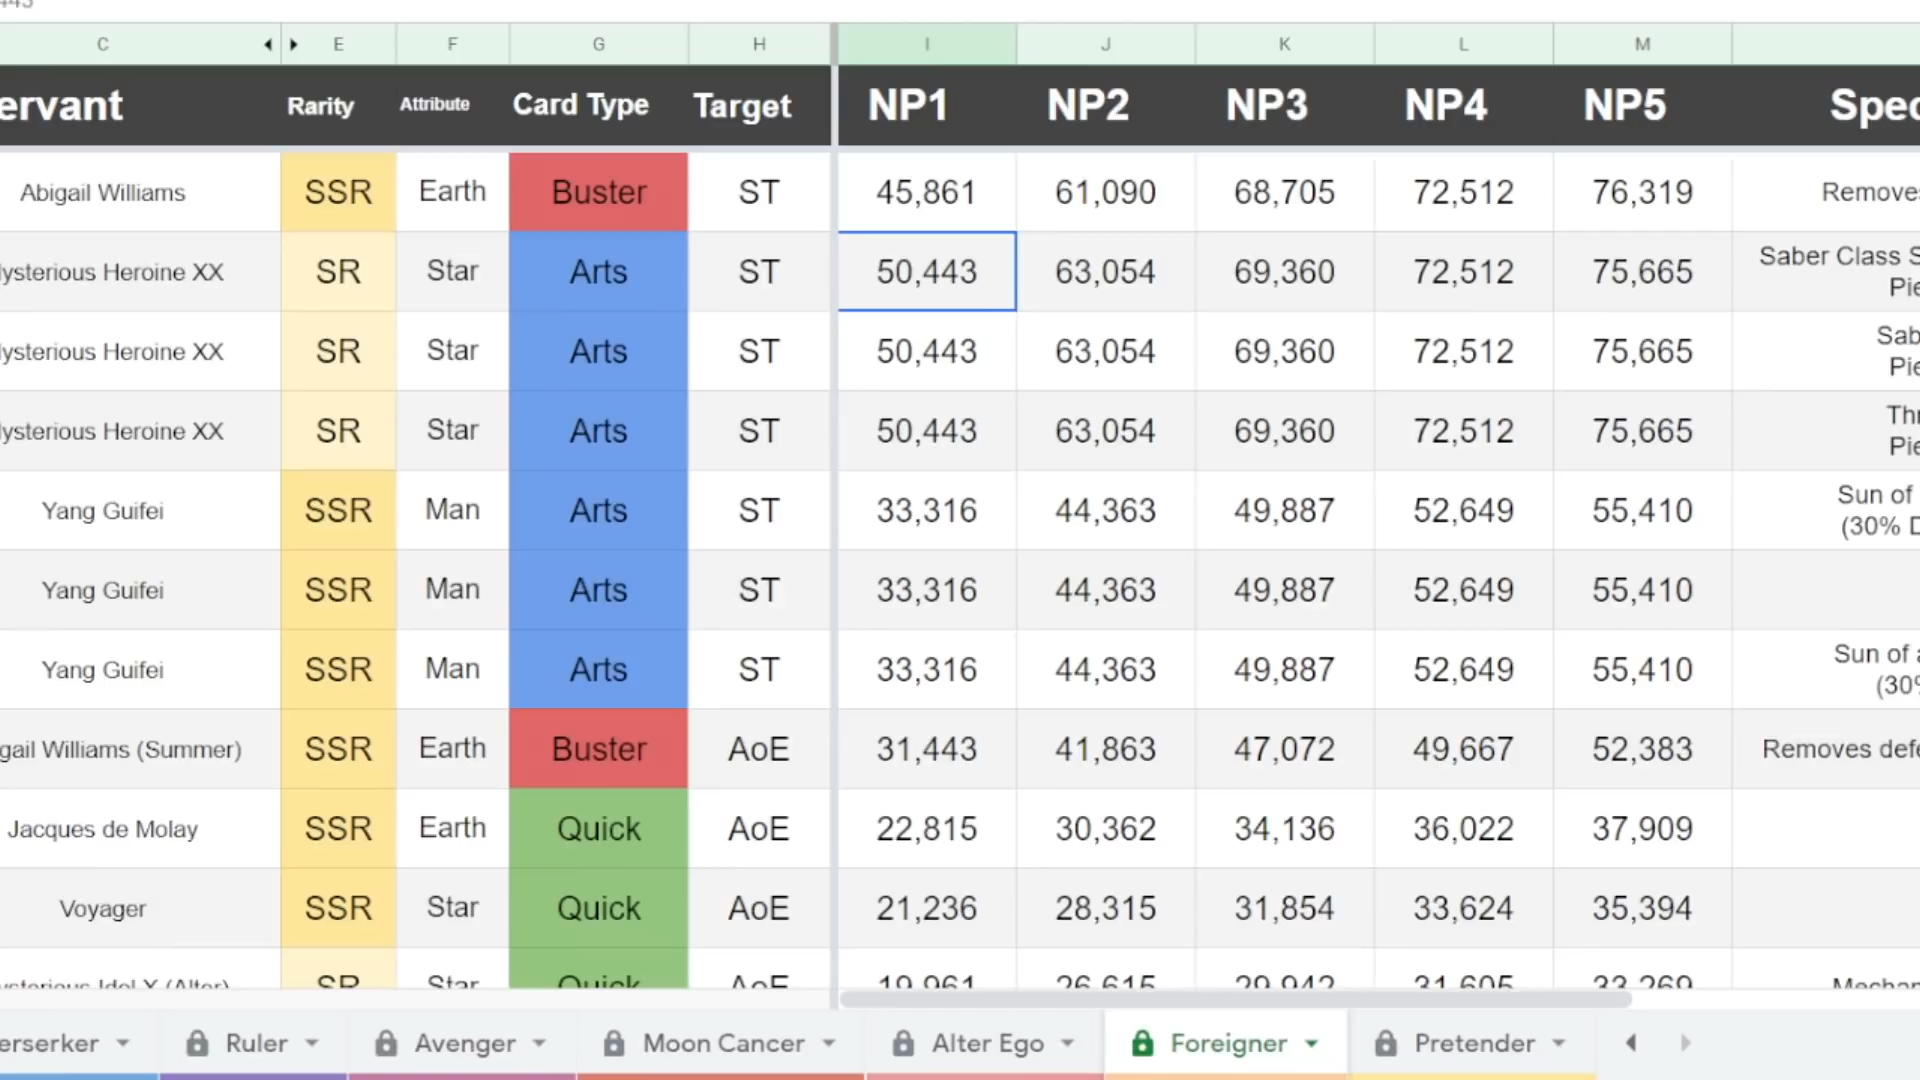 C E F G H I J K L M
ervant Rarity Attribute Card Type Target NP1 NP2 NP3 NP4 NP5 Spec
Abigail Williams SSR Earth Buster ST 45,861 61,090 68,705 72,512 76,319 Removes
ysterious Heroine XX SR Star Arts ST 50,443 63,054 69,360 72,512 75,665 Saber Class S
Pie
ysterious Heroine XX SR Star Arts ST 50,443 63,054 69,360 72,512 75,665 Sab
Pie
ysterious Heroine XX SR Star Arts ST 50,443 63,054 69,360 72,512 75,665 Thr
Pie
Yang Guifei SSR Man Arts ST 33,316 44,363 49,887 52,649 55,410 Sun of
(30% D
Yang Guifei SSR Man Arts ST 33,316 44,363 49,887 52,649 55,410
Yang Guifei SSR Man Arts ST 33,316 44,363 49,887 52,649 55,410 Sun of a
(30%
gail Williams (Summer) SSR Earth Buster AoE 31,443 41,863 47,072 49,667 52,383 Removes defe
Jacques de Molay SSR Earth Quick AoE 22,815 30,362 34,136 36,022 37,909
Voyager SSR Star Quick AoE 21,236 28,315 31,854 33,624 35,394
ysterious Idol X (Alter) SR Star Quick AoE 19,961 26,615 29,942 31,605 33,269 Mechan
erserker Ruler Avenger Moon Cancer Alter Ego Foreigner Pretender